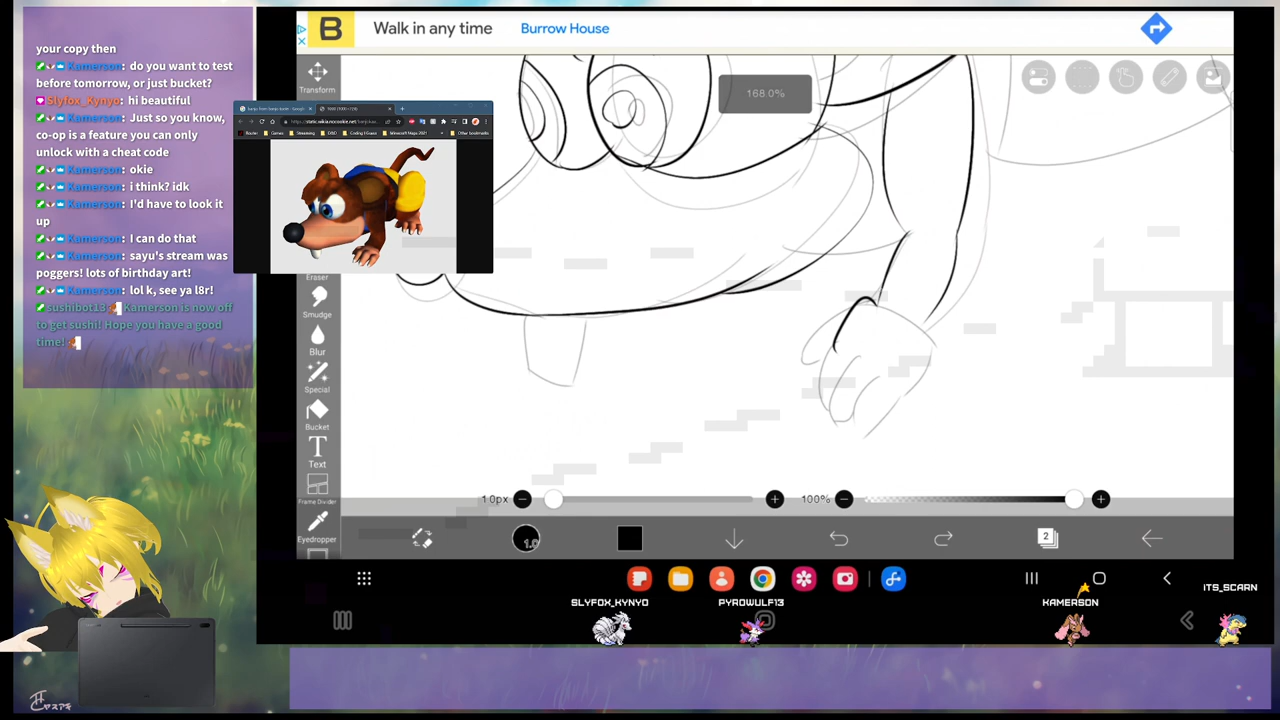 your copy then
Kamerson: do you want to test
before tomorrow, or just bucket?
Slyfox_Kynyo: hi beautiful
Kamerson: Just so you know,
co-op is a feature you can only
unlock with a cheat code
Kamerson: okie
Kamerson: i think? idk
Kamerson: I'd have to look it
up
Kamerson: I can do that
Kamerson: sayu's stream was
poggers! lots of birthday art!
Kamerson: lol k, see ya l8r!
sushibot13: Kamerson is now off
to get sushi! Hope you have a good
time!
B
Walk in any time
Burrow House
Transform
168.0%
Eraser
Smudge
Blur
Special
Bucket
T
Text
Frame Divider
Eyedropper
1.0px
100%
1.0
2
SLYFOX_KYNYO
PYROWULF13
KAMERSON
ITS_SCARN